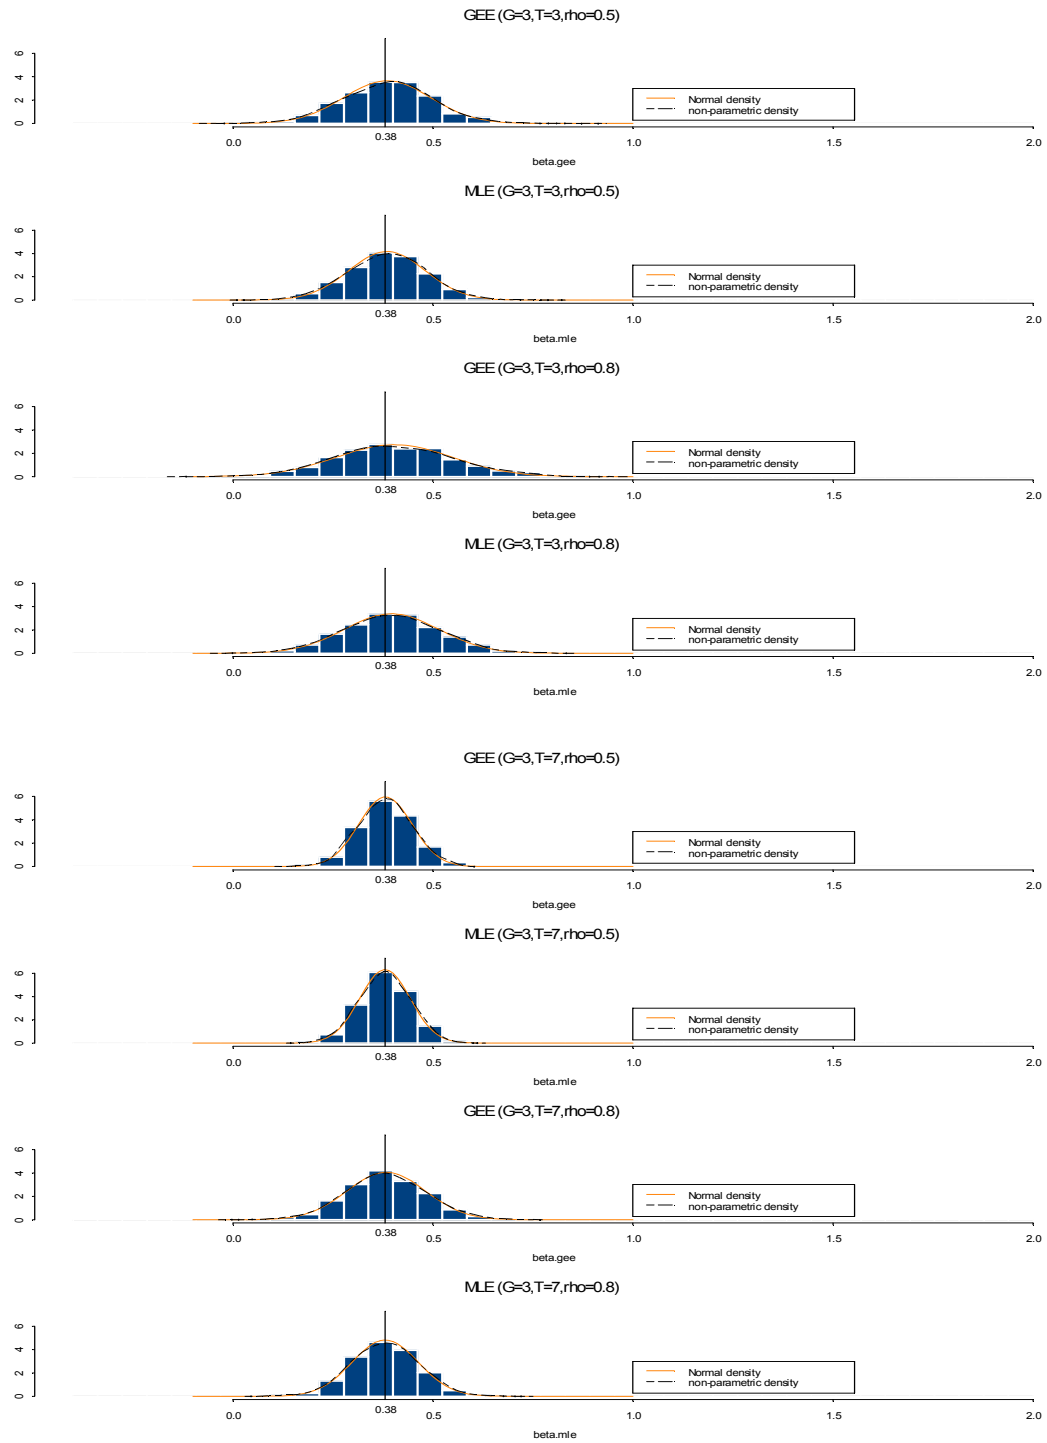 GEE (G=3,T=3,rho=0.5)
0 2 4 6
Normal density
non-parametric density
0.0 0.38 0.5 1.0 1.5 2.0
beta.gee
MLE (G=3,T=3,rho=0.5)
0 2 4 6
Normal density
non-parametric density
0.0 0.38 0.5 1.0 1.5 2.0
beta.mle
GEE (G=3,T=3,rho=0.8)
0 2 4 6
Normal density
non-parametric density
0.0 0.38 0.5 1.0 1.5 2.0
beta.gee
MLE (G=3,T=3,rho=0.8)
0 2 4 6
Normal density
non-parametric density
0.0 0.38 0.5 1.0 1.5 2.0
beta.mle
GEE (G=3,T=7,rho=0.5)
0 2 4 6
Normal density
non-parametric density
0.0 0.38 0.5 1.0 1.5 2.0
beta.gee
MLE (G=3,T=7,rho=0.5)
0 2 4 6
Normal density
non-parametric density
0.0 0.38 0.5 1.0 1.5 2.0
beta.mle
GEE (G=3,T=7,rho=0.8)
0 2 4 6
Normal density
non-parametric density
0.0 0.38 0.5 1.0 1.5 2.0
beta.gee
MLE (G=3,T=7,rho=0.8)
0 2 4 6
Normal density
non-parametric density
0.0 0.38 0.5 1.0 1.5 2.0
beta.mle